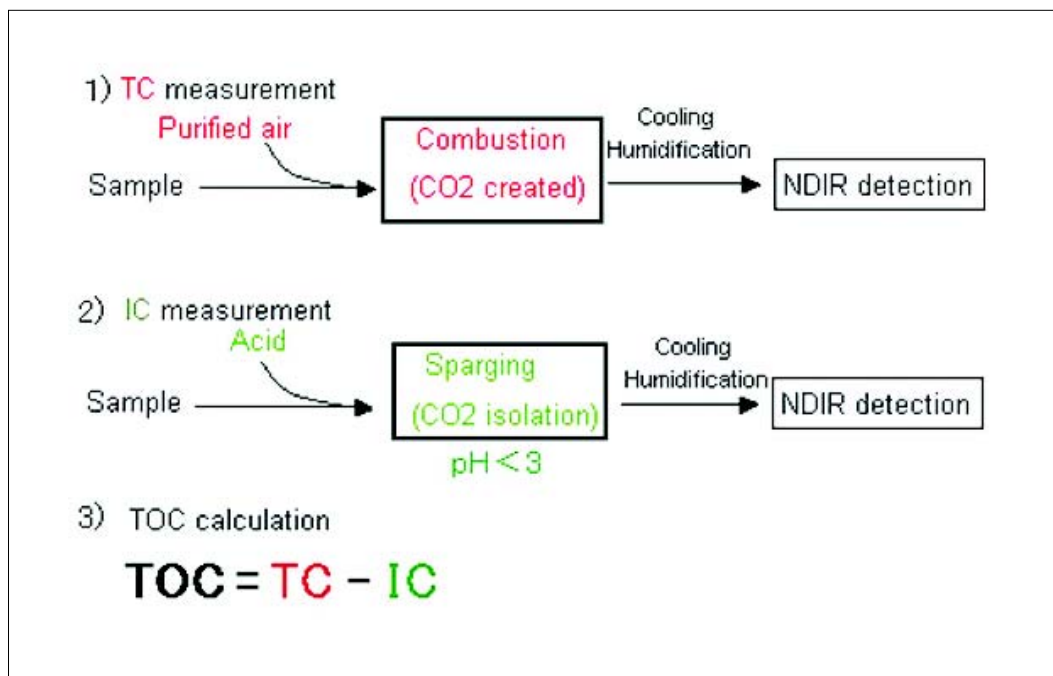 1) TC measurement
Purified air
Sample
Combustion
(CO2 created)
Cooling
Humidification
NDIR detection
2) IC measurement
Acid
Sample
Sparging
(CO2 isolation)
pH<3
Cooling
Humidification
NDIR detection
3) TOC calculation
TOC = TC - IC